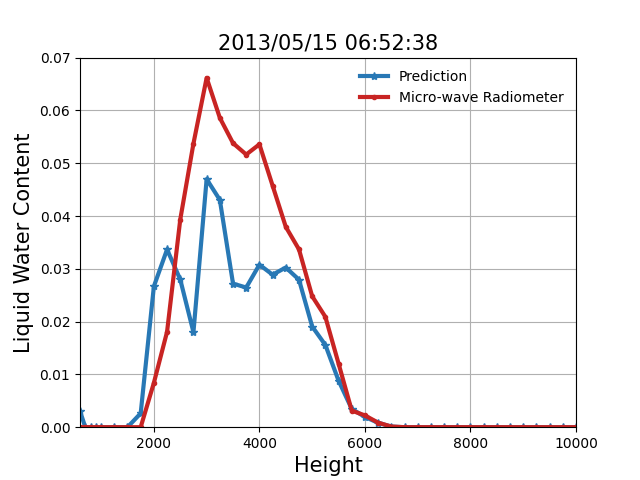 2013/05/15 06:52:38
0.07
0.06
0.05
0.04
0.03
0.02
0.01
0.00
Liquid Water Content
Prediction
Micro-wave Radiometer
2000 4000 6000 8000 10000
Height